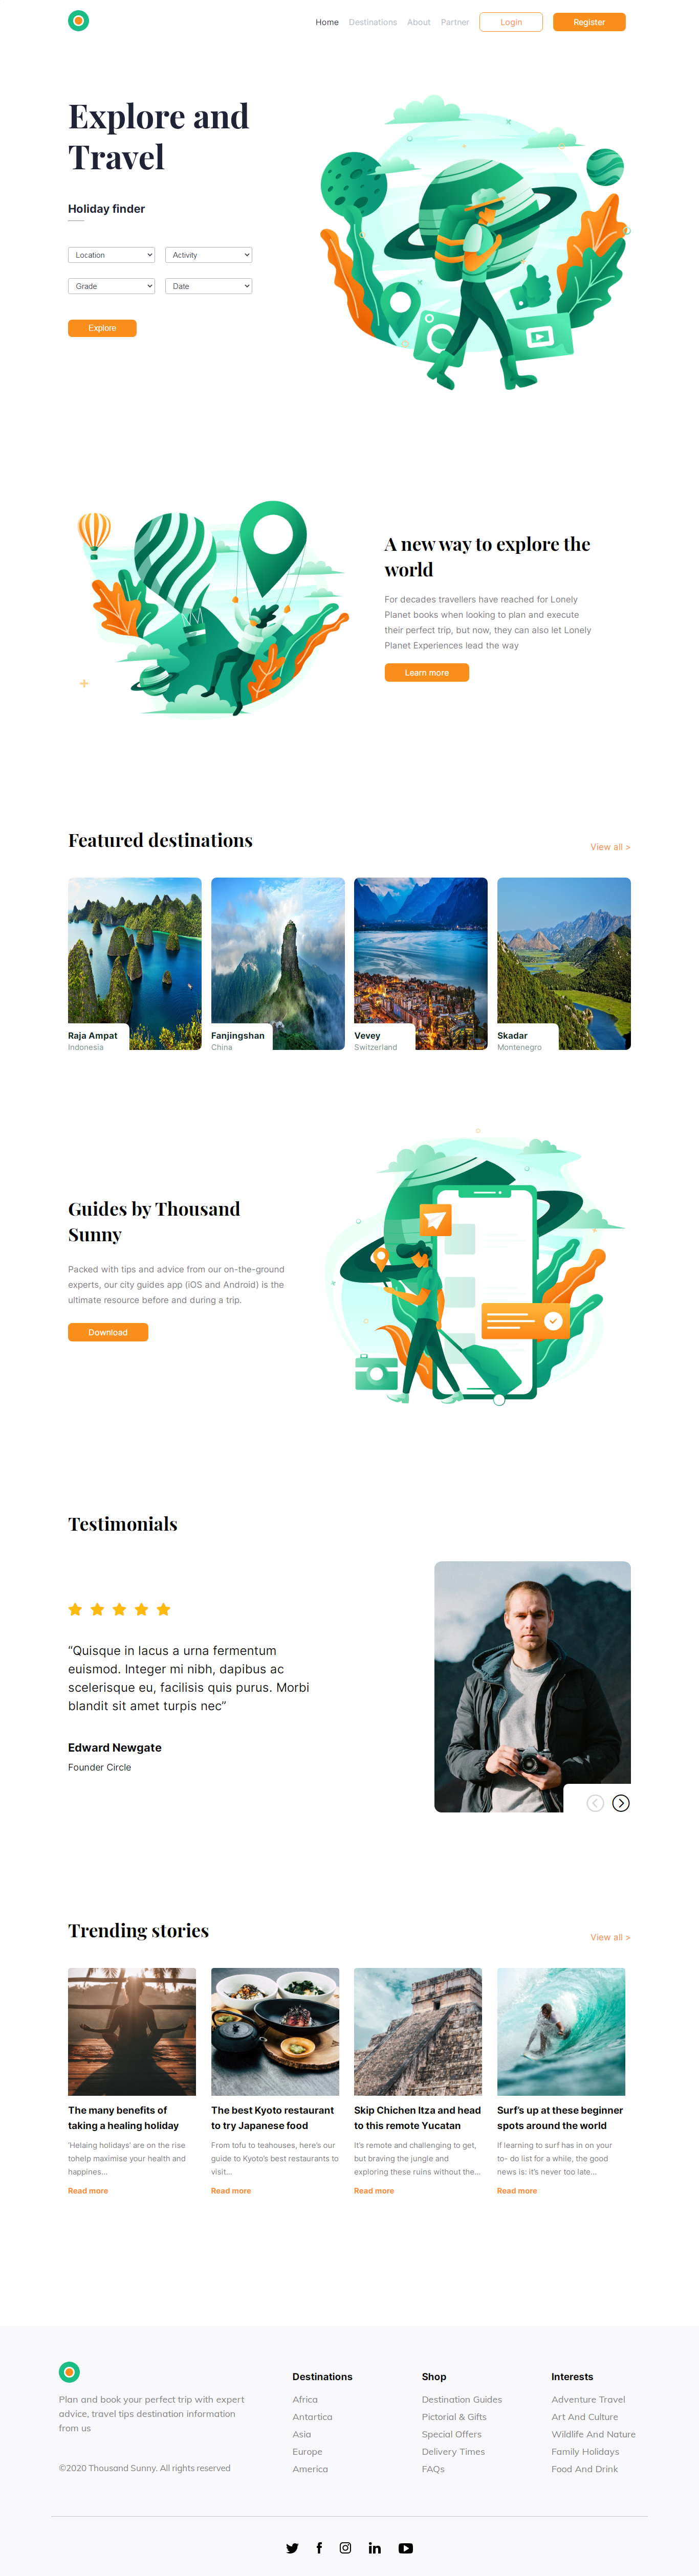 Home Destinations About Partner Login Register
Explore and
Travel
Holiday finder
Location Activity
Grade Date
Explore
A new way to explore the
world
For decades travellers have reached for Lonely
Planet books when looking to plan and execute
their perfect trip, but now, they can also let Lonely
Planet Experiences lead the way
Learn more
Featured destinations
View all >
Raja Ampat
Indonesia
Fanjingshan
China
Vevey
Switzerland
Skadar
Montenegro
Guides by Thousand
Sunny
Packed with tips and advice from our on-the-ground
experts, our city guides app (iOS and Android) is the
ultimate resource before and during a trip.
Download
Testimonials
“Quisque in lacus a urna fermentum
euismod. Integer mi nibh, dapibus ac
scelerisque eu, facilisis quis purus. Morbi
blandit sit amet turpis nec”
Edward Newgate
Founder Circle
Trending stories
View all >
The many benefits of
taking a healing holiday
‘Helaing holidays’ are on the rise
tohelp maximise your health and
happines...
Read more
The best Kyoto restaurant
to try Japanese food
From tofu to teahouses, here’s our
guide to Kyoto’s best restaurants to
visit...
Read more
Skip Chichen Itza and head
to this remote Yucatan
It’s remote and challenging to get,
but braving the jungle and
exploring these ruins without the...
Read more
Surf’s up at these beginner
spots around the world
If learning to surf has in on your
to- do list for a while, the good
news is: it’s never too late...
Read more
Plan and book your perfect trip with expert
advice, travel tips destination information
from us
©2020 Thousand Sunny. All rights reserved
Destinations
Africa
Antartica
Asia
Europe
America
Shop
Destination Guides
Pictorial & Gifts
Special Offers
Delivery Times
FAQs
Interests
Adventure Travel
Art And Culture
Wildlife And Nature
Family Holidays
Food And Drink